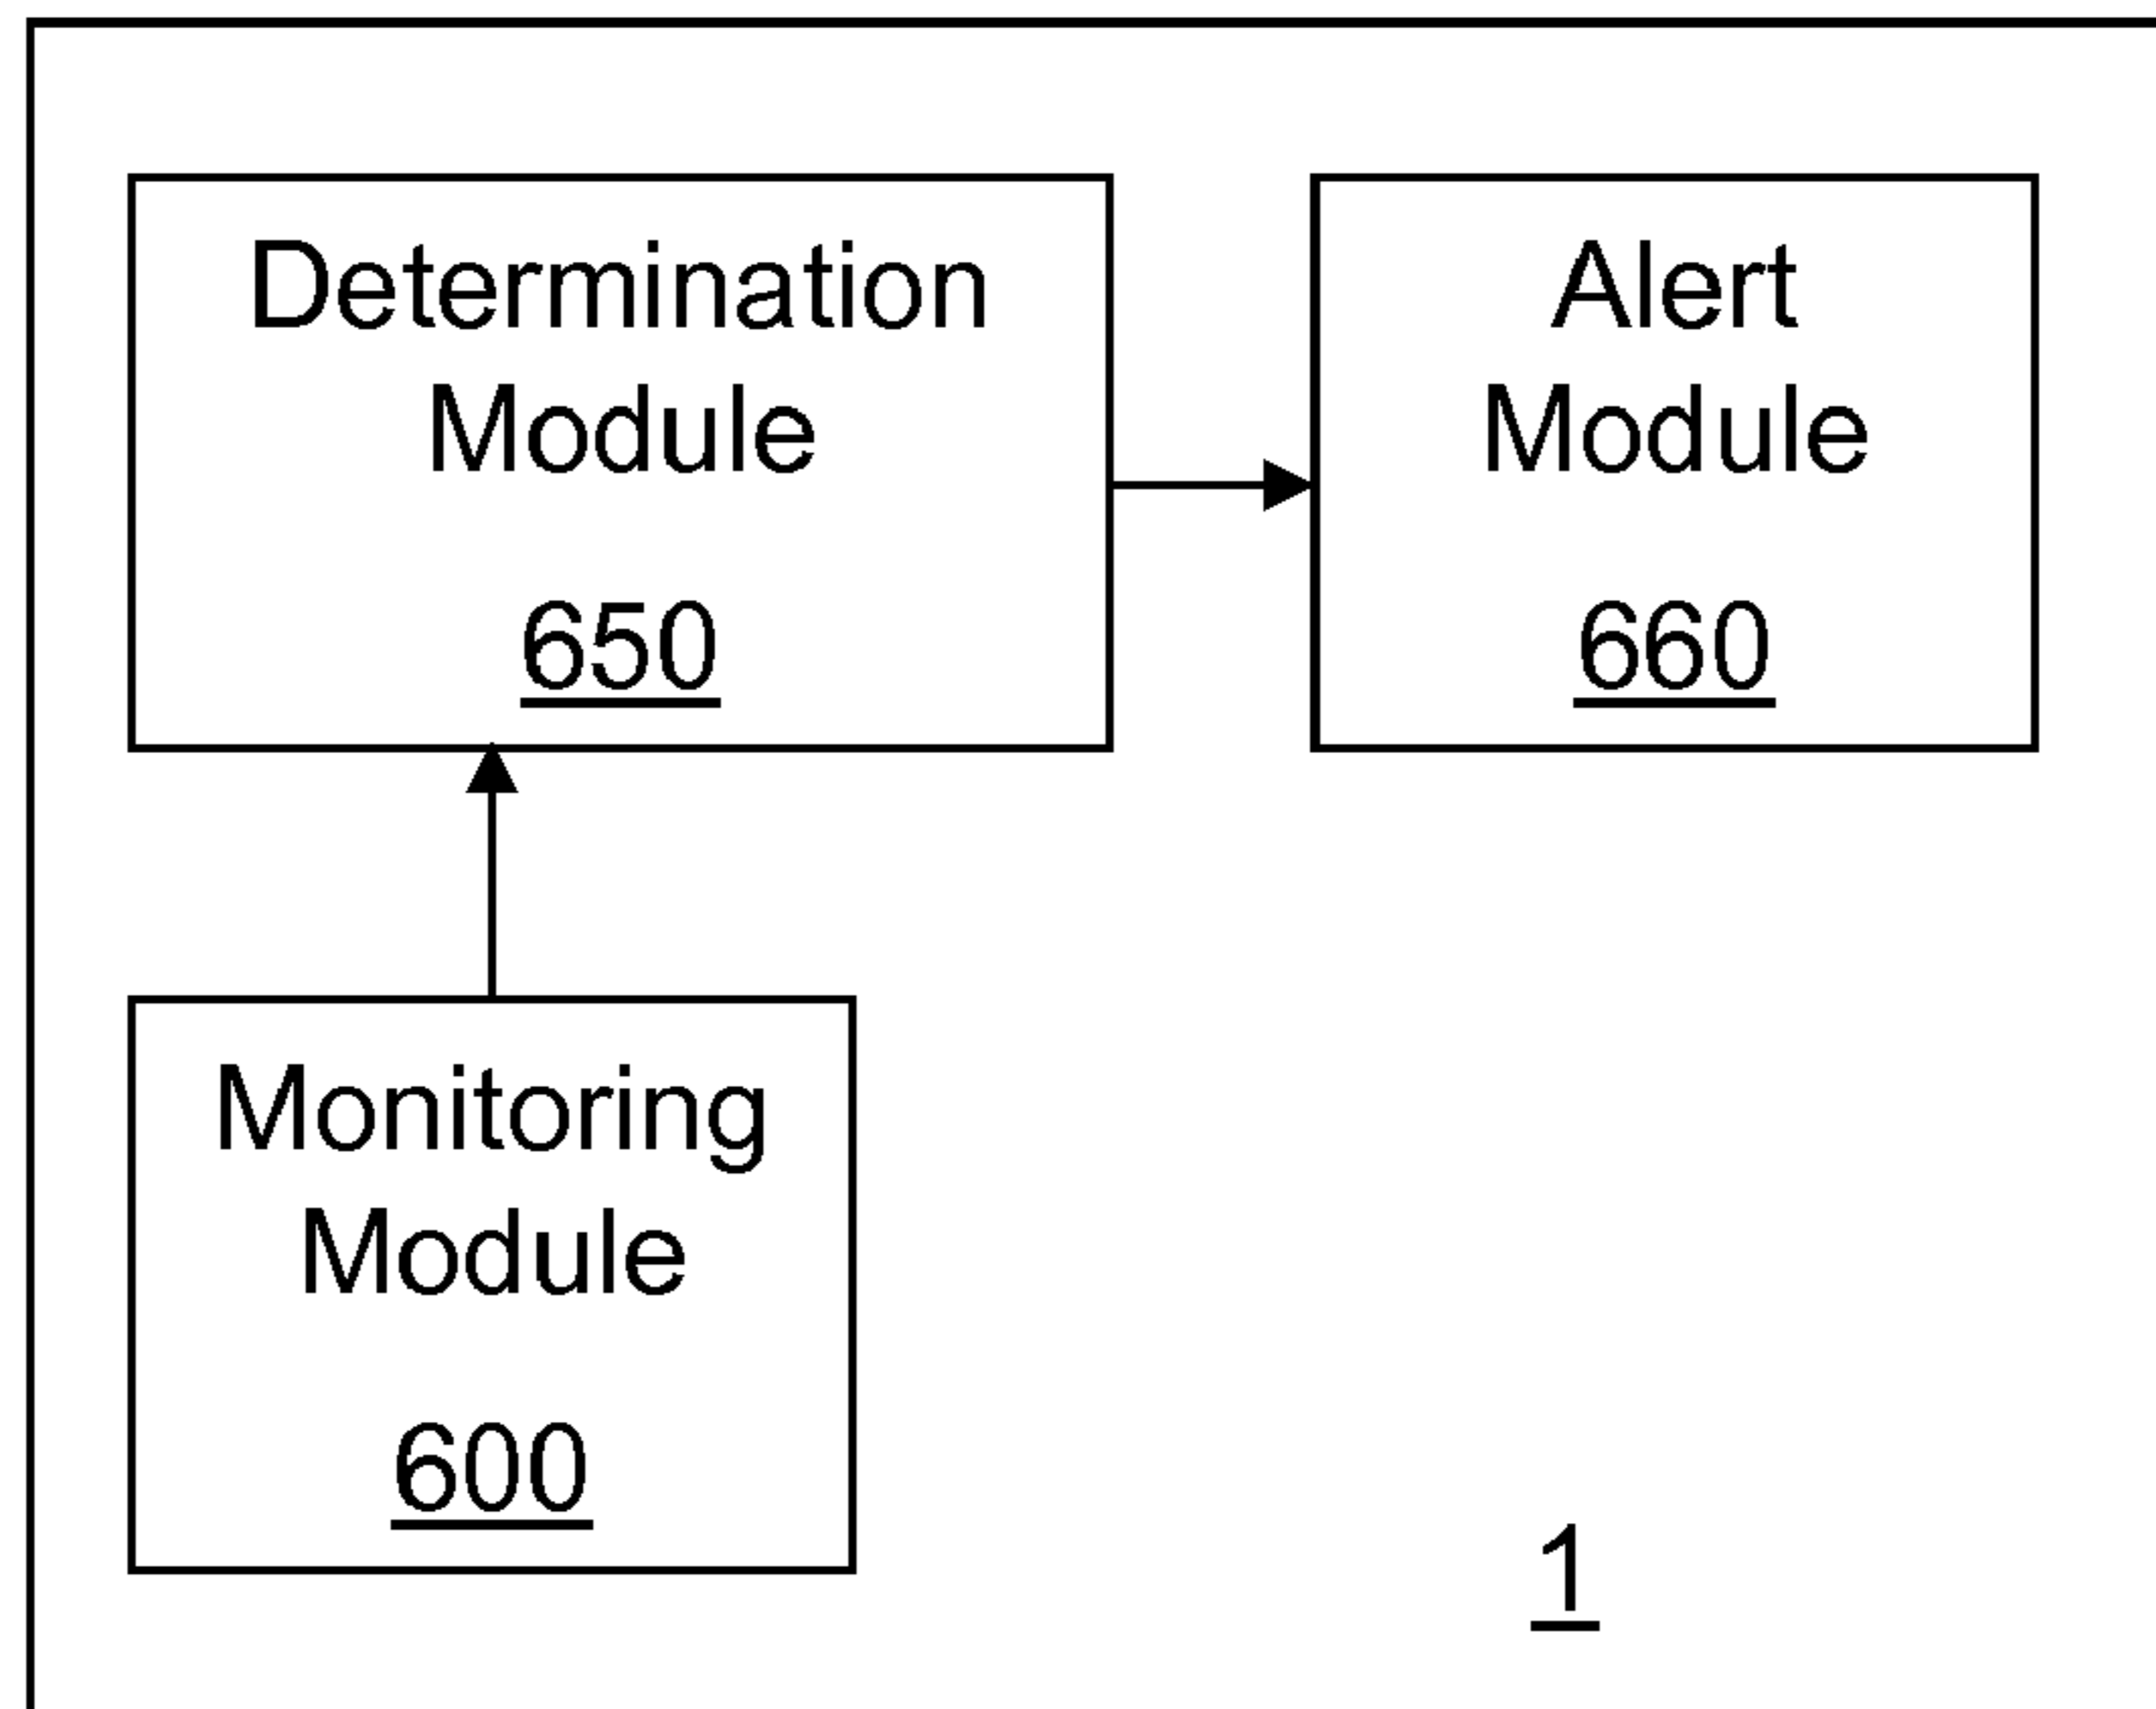 Determination
Module
650
Alert
Module
660
Monitoring
Module
600
1